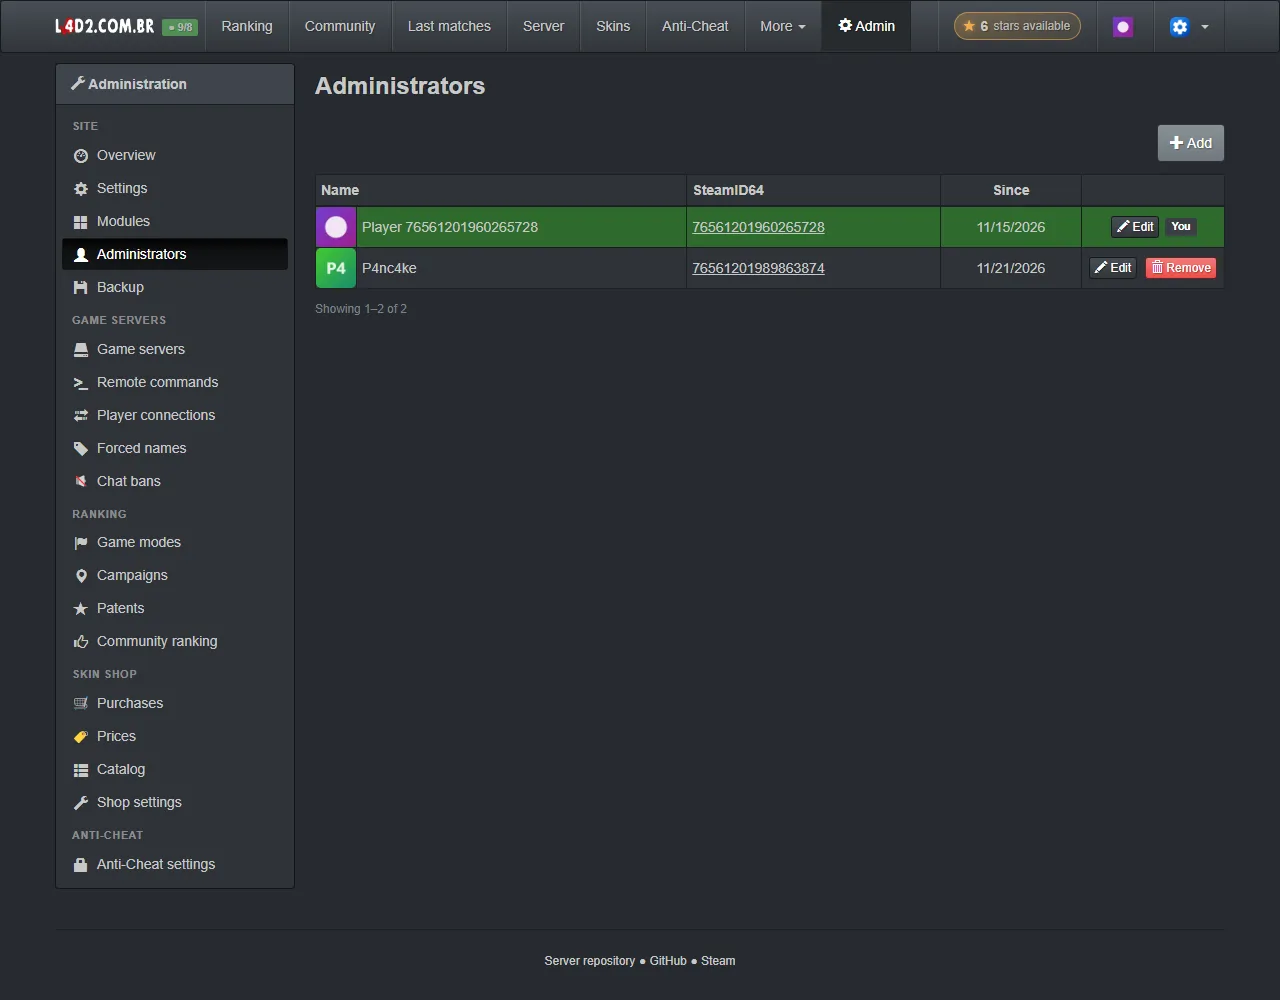 L4D2.COM.BR 9/8 Ranking Community Last matches Server Skins Anti-Cheat More Admin 6 stars available
Administration
SITE
Overview
Settings
Modules
Administrators
Backup
GAME SERVERS
Game servers
Remote commands
Player connections
Forced names
Chat bans
RANKING
Game modes
Campaigns
Patents
Community ranking
SKIN SHOP
Purchases
Prices
Catalog
Shop settings
ANTI-CHEAT
Anti-Cheat settings
Administrators
Add
Name SteamID64 Since
Player 76561201960265728 76561201960265728 11/15/2026 Edit You
P4 P4nc4ke 76561201989863874 11/21/2026 Edit Remove
Showing 1–2 of 2
Server repository ● GitHub ● Steam